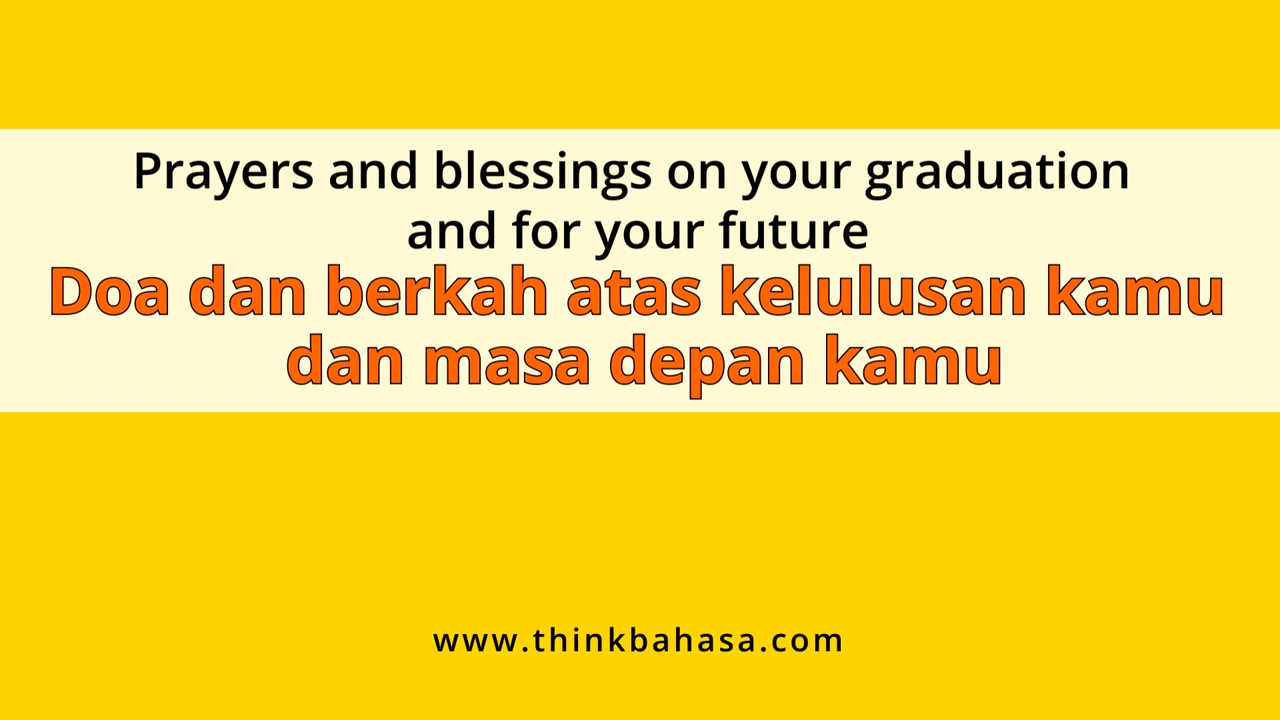 Prayers and blessings on your graduation
and for your future
Doa dan berkah atas kelulusan kamu
dan masa depan kamu
www.thinkbahasa.com